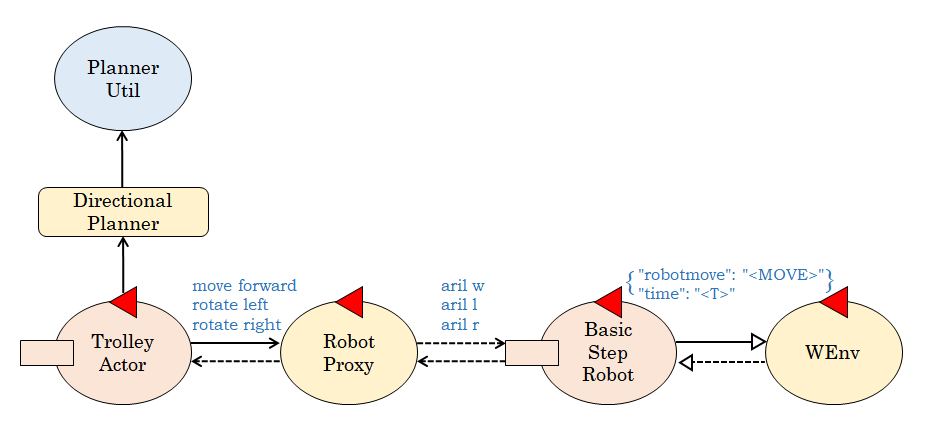 Planner
Util
Directional
Planner
move forward
rotate left
rotate right
aril w
aril l
aril r
{"robotmove": "<MOVE>"}
"time": "<T>"
Trolley
Actor
Robot
Proxy
Basic
Step
Robot
WEnv